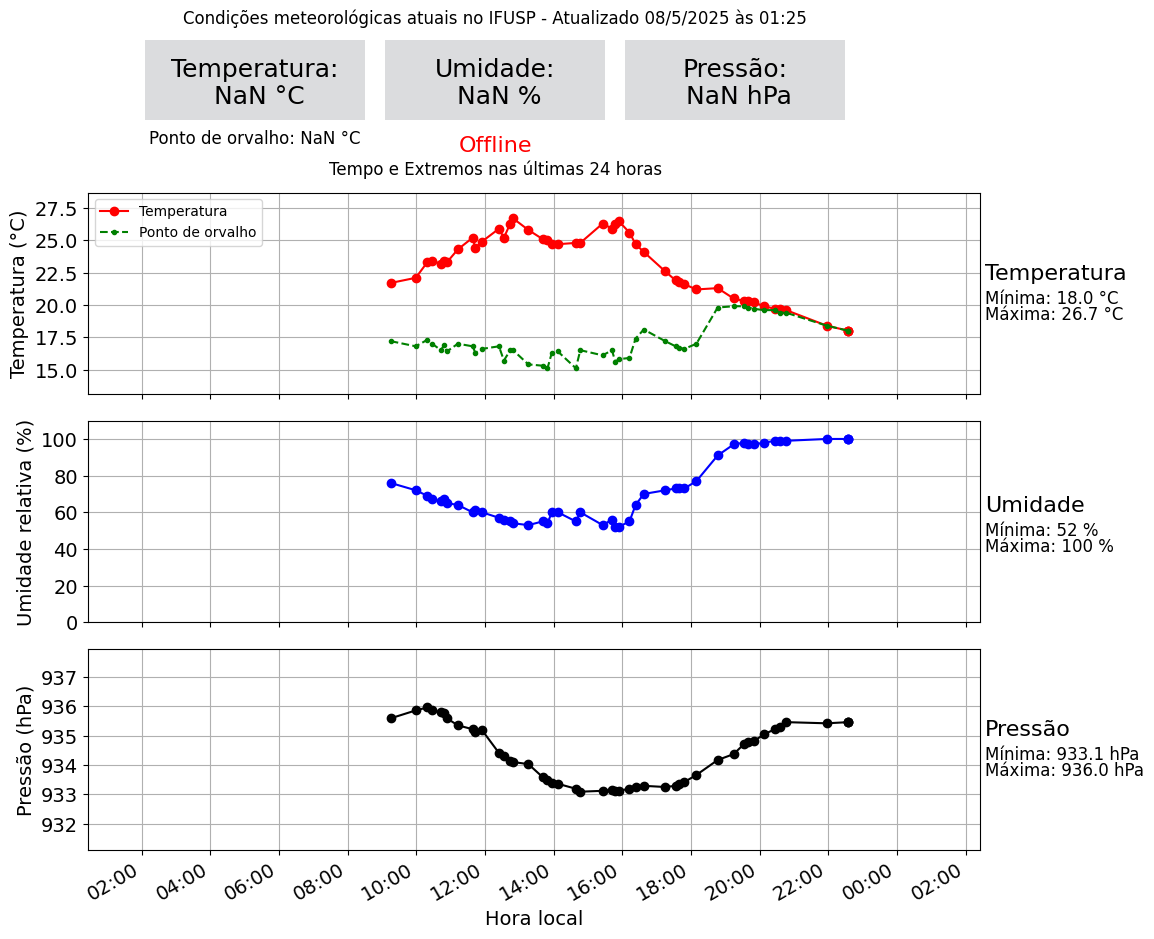 Condições meteorológicas atuais no IFUSP - Atualizado 08/5/2025 às 01:25
Temperatura:
NaN °C
Umidade:
NaN %
Pressão:
NaN hPa
Ponto de orvalho: NaN °C
Offline
Tempo e Extremos nas últimas 24 horas
Temperatura (°C)
27.5
25.0
22.5
20.0
17.5
15.0
Temperatura
Ponto de orvalho
Temperatura
Mínima: 18.0 °C
Máxima: 26.7 °C
Umidade relativa (%)
100
80
60
40
20
0
Umidade
Mínima: 52 %
Máxima: 100 %
Pressão (hPa)
937
936
935
934
933
932
Pressão
Mínima: 933.1 hPa
Máxima: 936.0 hPa
02:00
04:00
06:00
08:00
10:00
12:00
14:00
16:00
18:00
20:00
22:00
00:00
02:00
Hora local